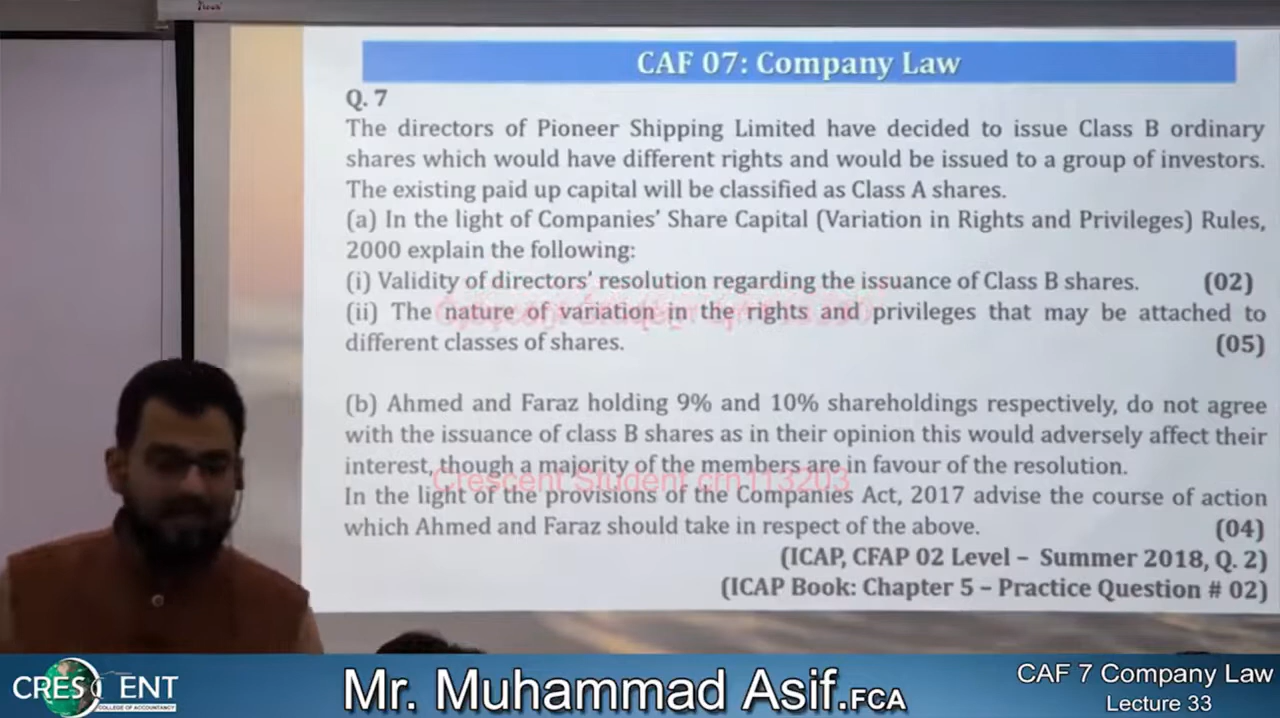 CAF 07: Company Law
Q. 7
The directors of Pioneer Shipping Limited have decided to issue Class B ordinary
shares which would have different rights and would be issued to a group of investors.
The existing paid up capital will be classified as Class A shares.
(a) In the light of Companies' Share Capital (Variation in Rights and Privileges) Rules,
2000 explain the following:
(i) Validity of directors' resolution regarding the issuance of Class B shares. (02)
(ii) The nature of variation in the rights and privileges that may be attached to
different classes of shares. (05)
(b) Ahmed and Faraz holding 9% and 10% shareholdings respectively, do not agree
with the issuance of class B shares as in their opinion this would adversely affect their
interest, though a majority of the members are in favour of the resolution.
Crescent Student crn113203
In the light of the provisions of the Companies Act, 2017 advise the course of action
which Ahmed and Faraz should take in respect of the above. (04)
(ICAP, CFAP 02 Level – Summer 2018, Q. 2)
(ICAP Book: Chapter 5 – Practice Question # 02)
CRESCENT
COLLEGE OF ACCOUNTANCY
Mr. Muhammad Asif.FCA
CAF 7 Company Law
Lecture 33